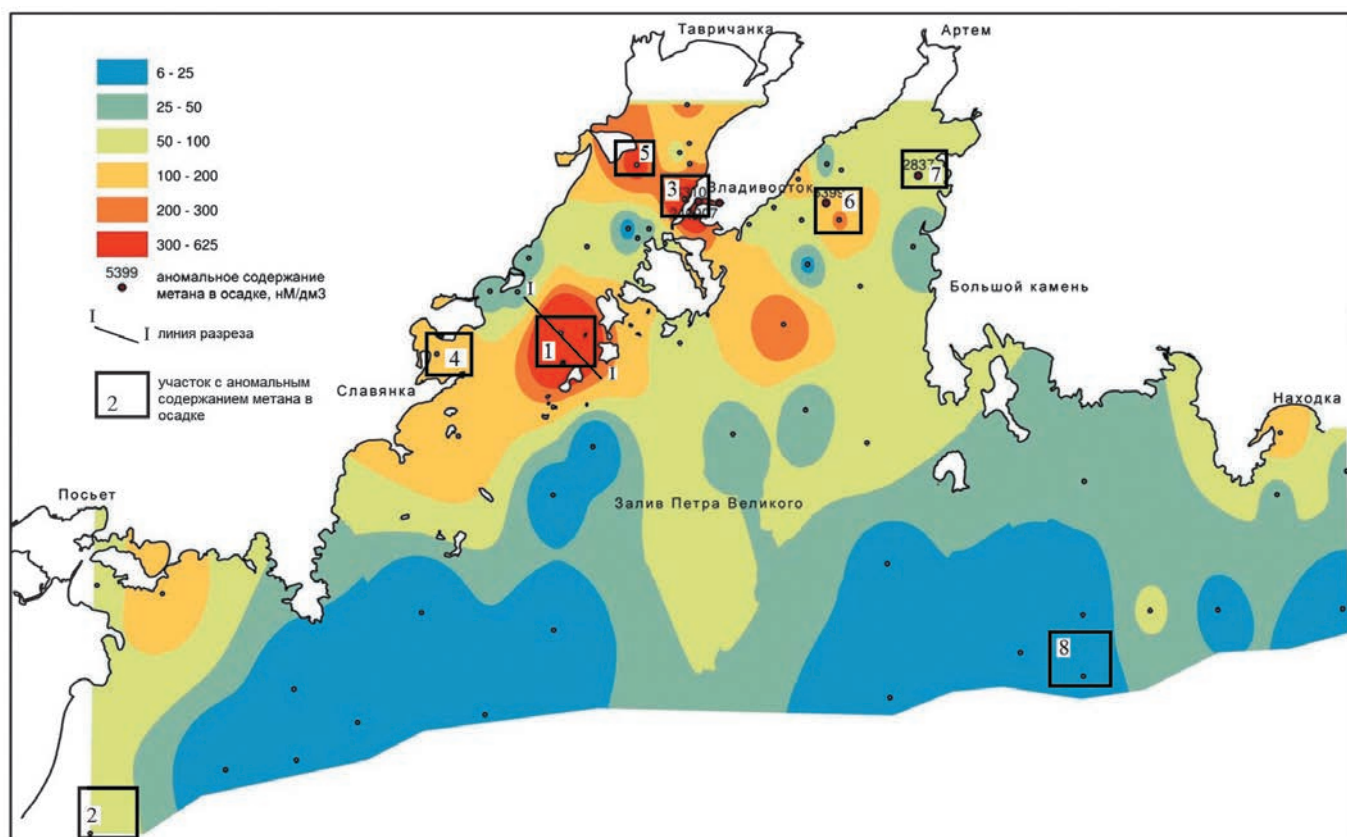 Тавричанка
Артем
6 - 25
25 - 50
50 - 100
100 - 200
200 - 300
300 - 625
5399
аномальное содержание
метана в осадке, нМ/дм3
I
I
линия разреза
2
участок с аномальным
содержанием метана в
осадке
5
2837
7
3
Владивосток
6
I
Большой камень
1
4
I
Славянка
Находка
Посьет
Залив Петра Великого
8
2